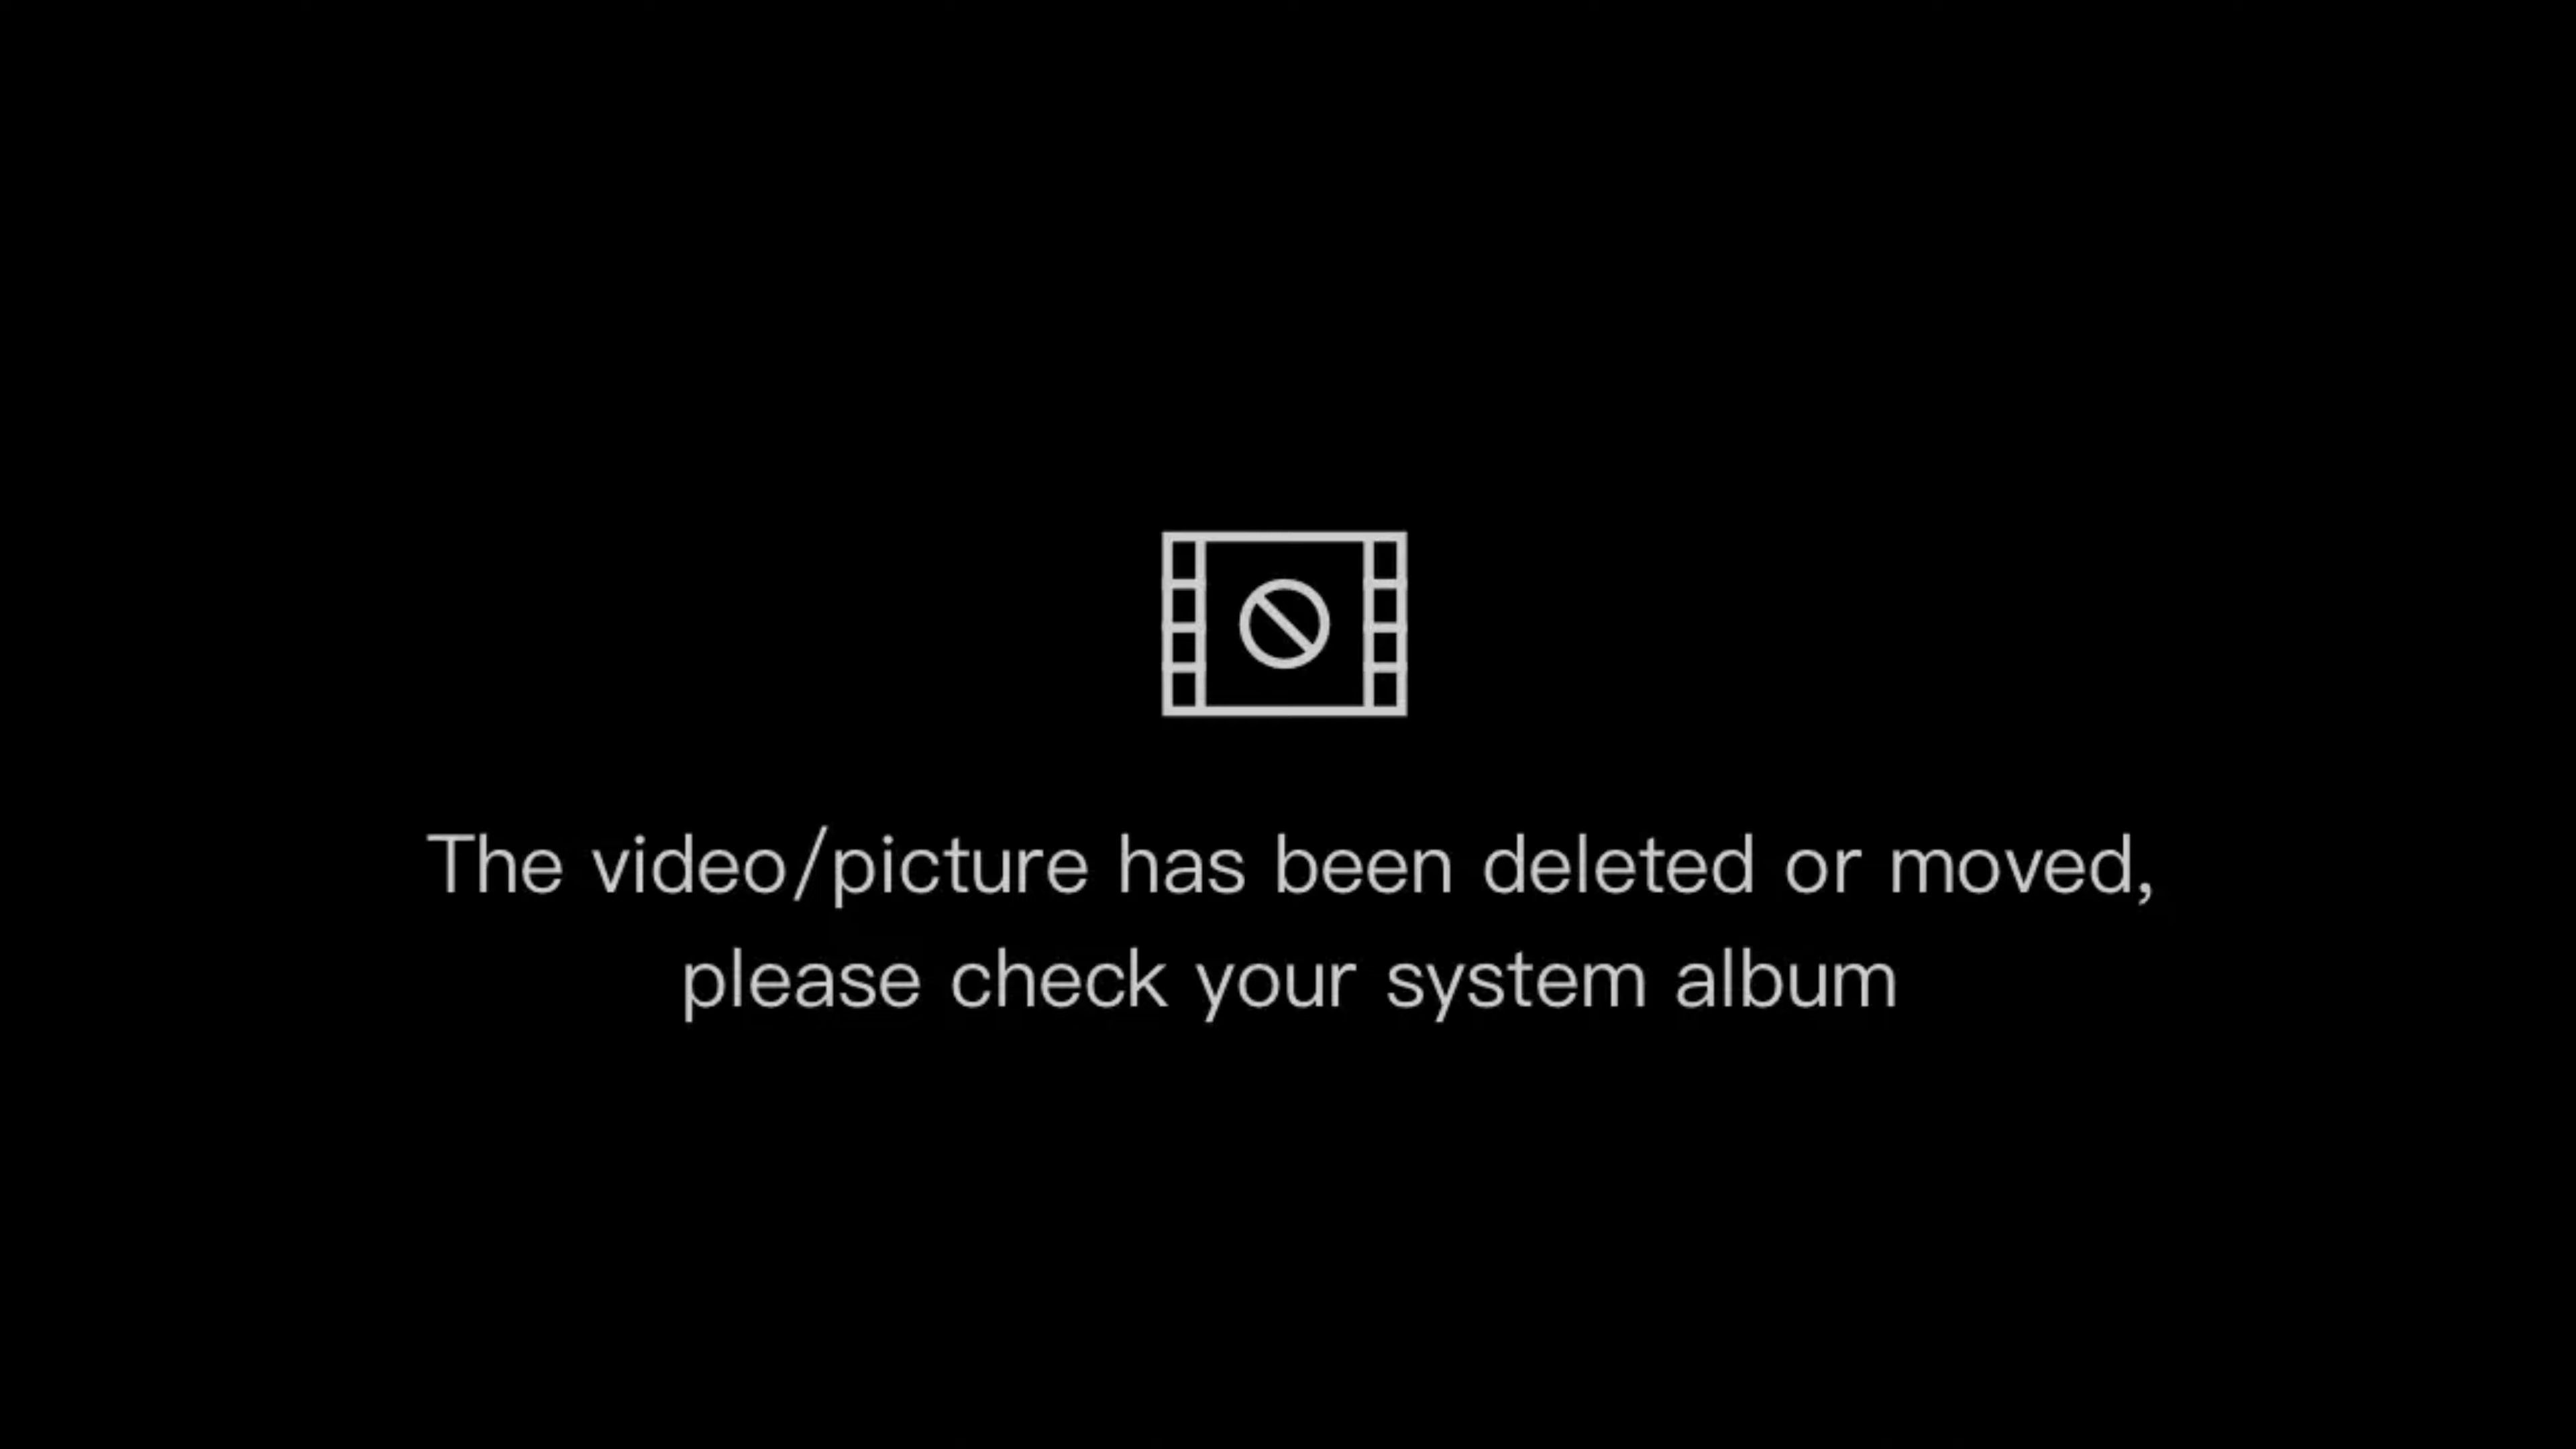 The video/picture has been deleted or moved,
please check your system album